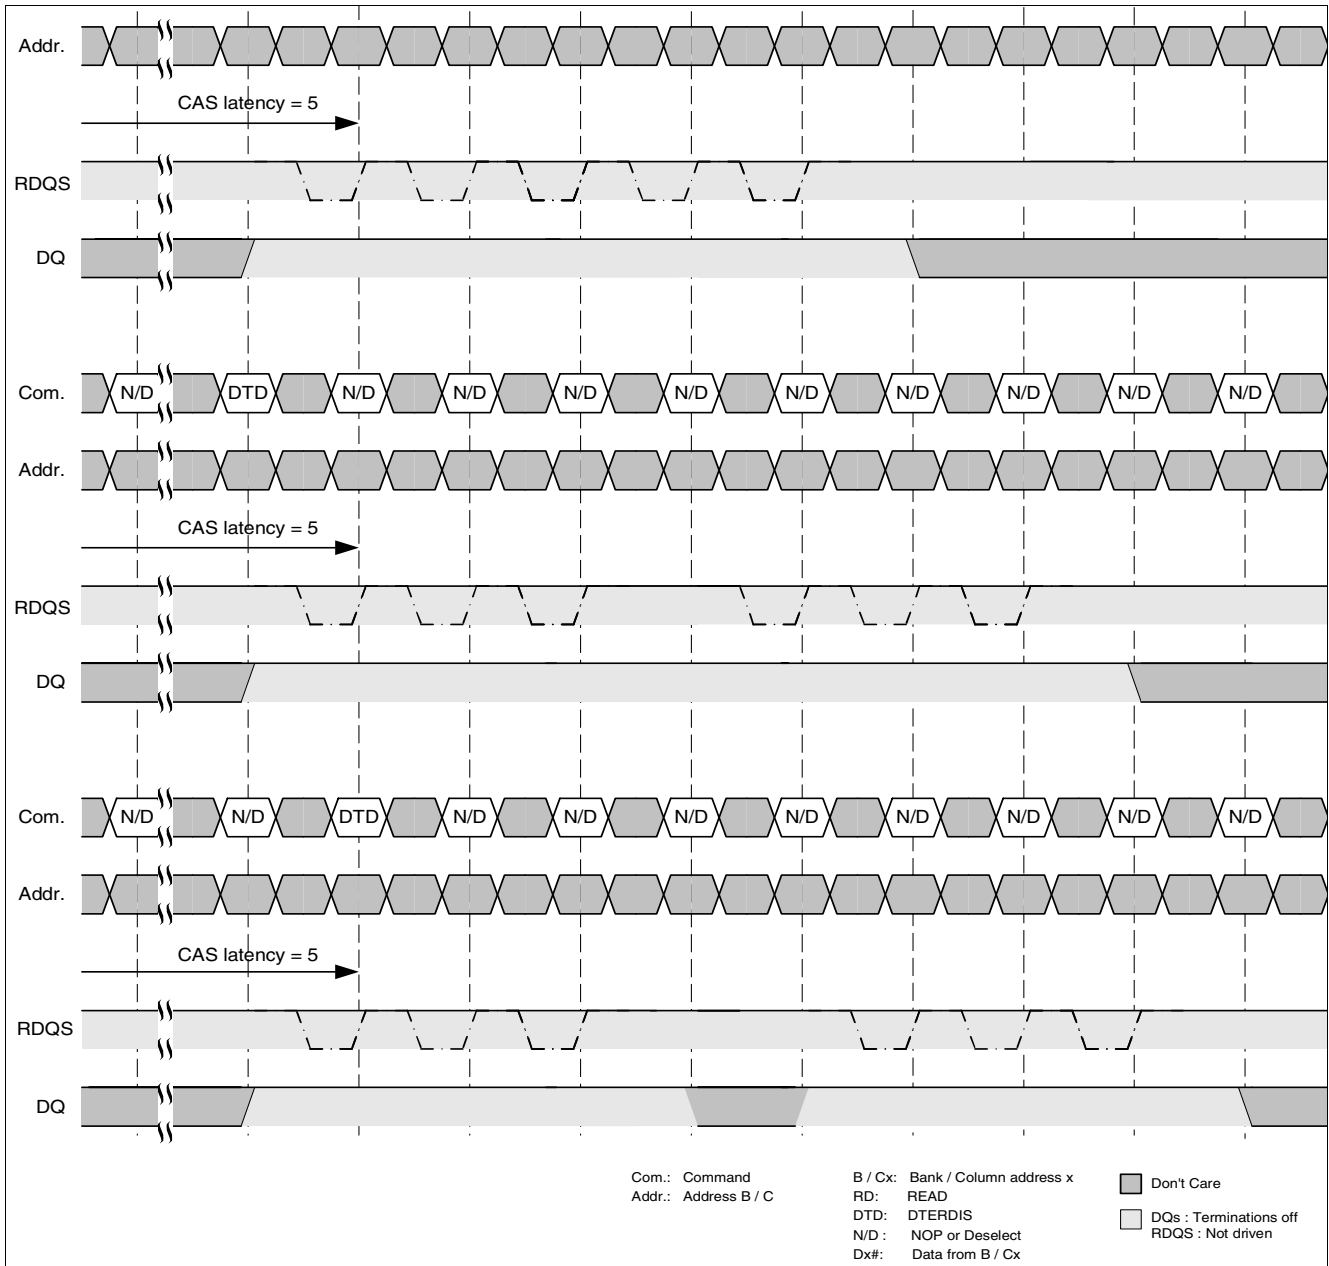 Addr.
CAS latency = 5
RDQS
DQ
Com. N/D DTD N/D N/D N/D N/D N/D N/D N/D N/D N/D
Addr.
CAS latency = 5
RDQS
DQ
Com. N/D N/D DTD N/D N/D N/D N/D N/D N/D N/D N/D
Addr.
CAS latency = 5
RDQS
DQ
Com.: Command
Addr.: Address B / C
B / Cx: Bank / Column address x
RD: READ
DTD: DTERDIS
N/D : NOP or Deselect
Dx#: Data from B / Cx
Don't Care
DQs : Terminations off
RDQS : Not driven